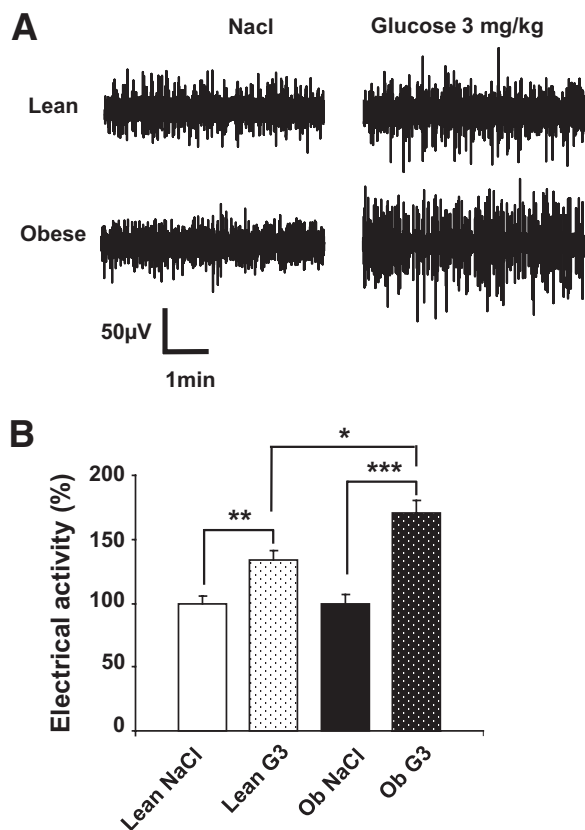 A
Nacl Glucose 3 mg/kg
Lean
Obese
50µV
1min
B
*
***
**
Electrical activity (%)
200
150
100
50
0
Lean NaCl
Lean G3
Ob NaCl
Ob G3